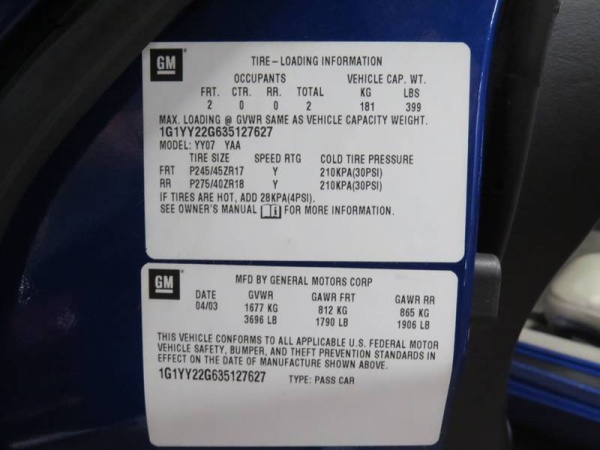 GM
TIRE-LOADING INFORMATION
OCCUPANTS VEHICLE CAP. WT.
FRT. CTR. RR. TOTAL KG LBS
2 0 0 2 181 399
MAX. LOADING @ GVWR SAME AS VEHICLE CAPACITY WEIGHT.
1G1YY22G635127627
MODEL: YY07 YAA
TIRE SIZE SPEED RTG COLD TIRE PRESSURE
FRT P245/45ZR17 Y 210KPA(30PSI)
RR P275/40ZR18 Y 210KPA(30PSI)
IF TIRES ARE HOT, ADD 28KPA(4PSI).
SEE OWNER'S MANUAL FOR MORE INFORMATION.
GM
MFD BY GENERAL MOTORS CORP
DATE GVWR GAWR FRT GAWR RR
04/03 1677 KG 812 KG 865 KG
3696 LB 1790 LB 1906 LB
THIS VEHICLE CONFORMS TO ALL APPLICABLE U.S. FEDERAL MOTOR
VEHICLE SAFETY, BUMPER, AND THEFT PREVENTION STANDARDS IN
EFFECT ON THE DATE OF MANUFACTURE SHOWN ABOVE.
1G1YY22G635127627 TYPE: PASS CAR